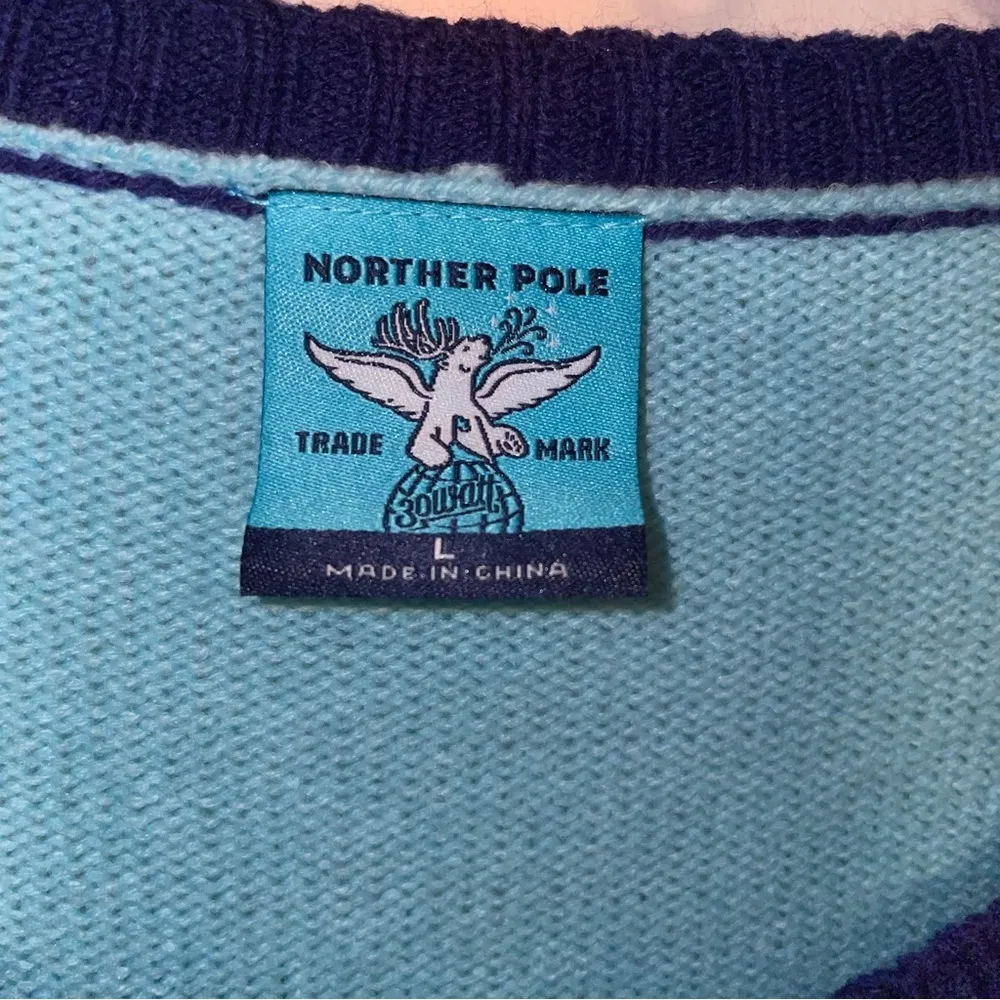 NORTHER POLE
TRADE MARK
30watt
L
MADE·IN·CHINA